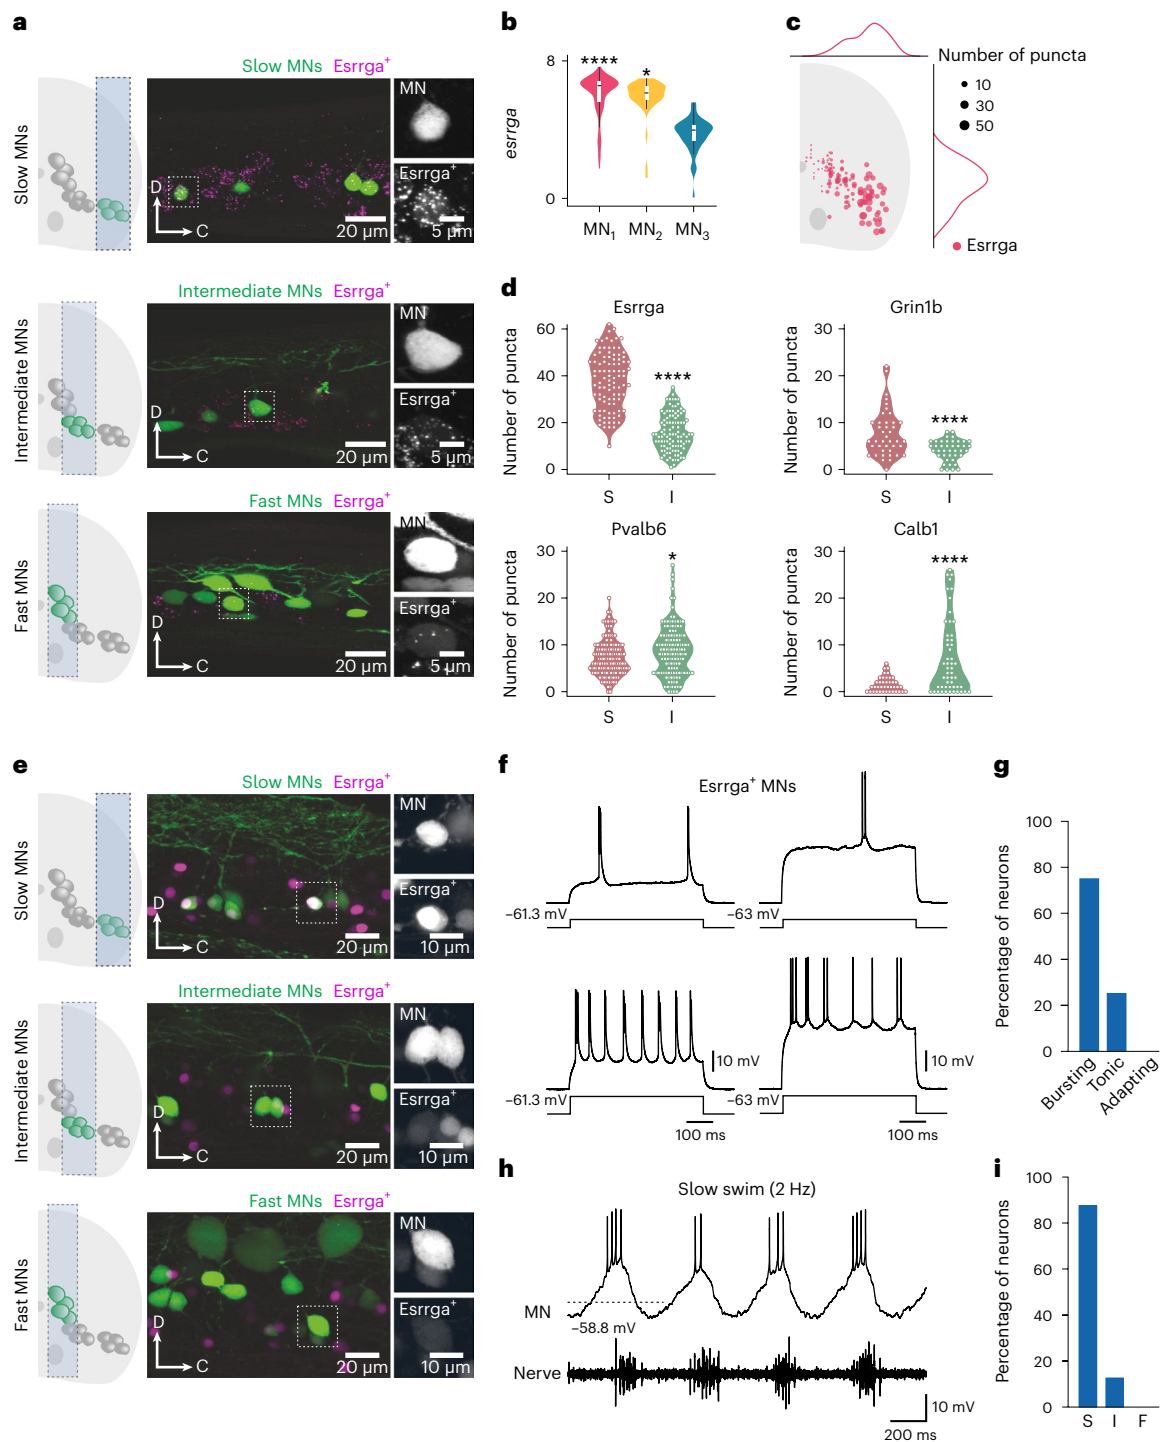 a
Slow MNs Esrrga+
Slow MNs
MN
Esrrga+
D
C
20 µm
5 µm
Intermediate MNs Esrrga+
Intermediate MNs
MN
Esrrga+
D
C
20 µm
5 µm
Fast MNs Esrrga+
Fast MNs
MN
Esrrga+
D
C
20 µm
5 µm
b
esrrga
8
0
****
*
MN1 MN2 MN3
c
Number of puncta
10
30
50
Esrrga
d
Esrrga
Number of puncta
60
40
20
0
****
S I
Grin1b
Number of puncta
30
20
10
0
****
S I
Pvalb6
Number of puncta
30
20
10
0
*
S I
Calb1
Number of puncta
30
20
10
0
****
S I
e
Slow MNs Esrrga+
Slow MNs
MN
Esrrga+
D
C
20 µm
10 µm
Intermediate MNs Esrrga+
Intermediate MNs
MN
Esrrga+
D
C
20 µm
10 µm
Fast MNs Esrrga+
Fast MNs
MN
Esrrga+
D
C
20 µm
10 µm
f
Esrrga+ MNs
−61.3 mV
−63 mV
10 mV
10 mV
−61.3 mV
−63 mV
100 ms
100 ms
g
Percentage of neurons
100
80
60
40
20
0
Bursting
Tonic
Adapting
h
Slow swim (2 Hz)
MN
−58.8 mV
Nerve
10 mV
200 ms
i
Percentage of neurons
100
80
60
40
20
0
S I F